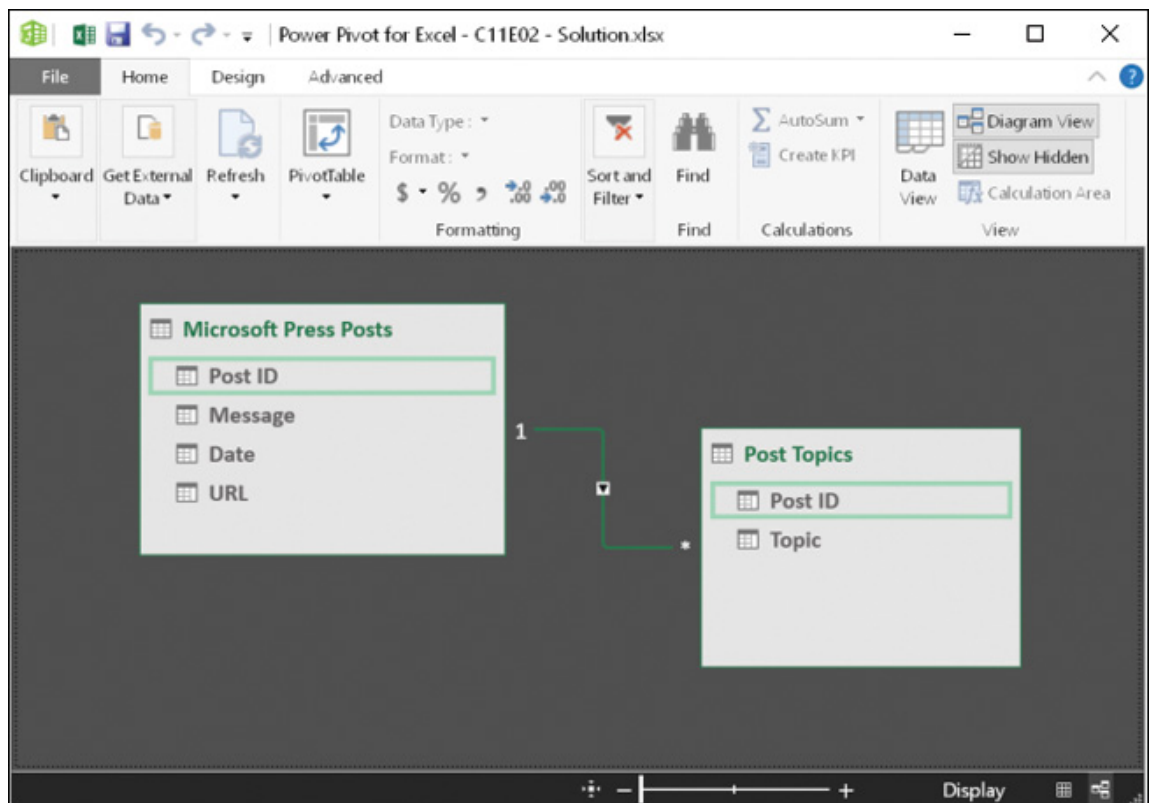 Power Pivot for Excel - C11E02 - Solution.xlsx
File Home Design Advanced ?
Clipboard
Get External Data
Refresh
PivotTable
Data Type :
Format :
$ % , .00 .0 .00
Formatting
Sort and Filter
Find
Find
AutoSum
Create KPI
Calculations
Data View
Diagram View
Show Hidden
Calculation Area
View
Microsoft Press Posts
Post ID
Message
Date
URL
1
*
Post Topics
Post ID
Topic
Display